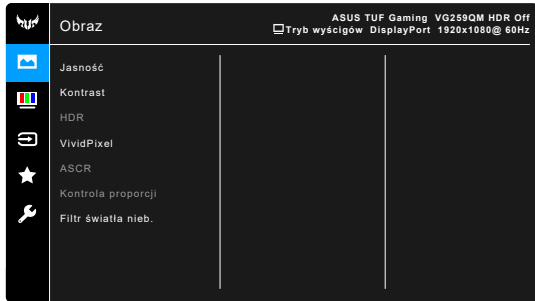 Obraz
ASUS TUF Gaming VG259QM HDR Off
Tryb wyścigów DisplayPort 1920x1080@ 60Hz
Jasność
Kontrast
HDR
VividPixel
ASCR
Kontrola proporcji
Filtr światła nieb.